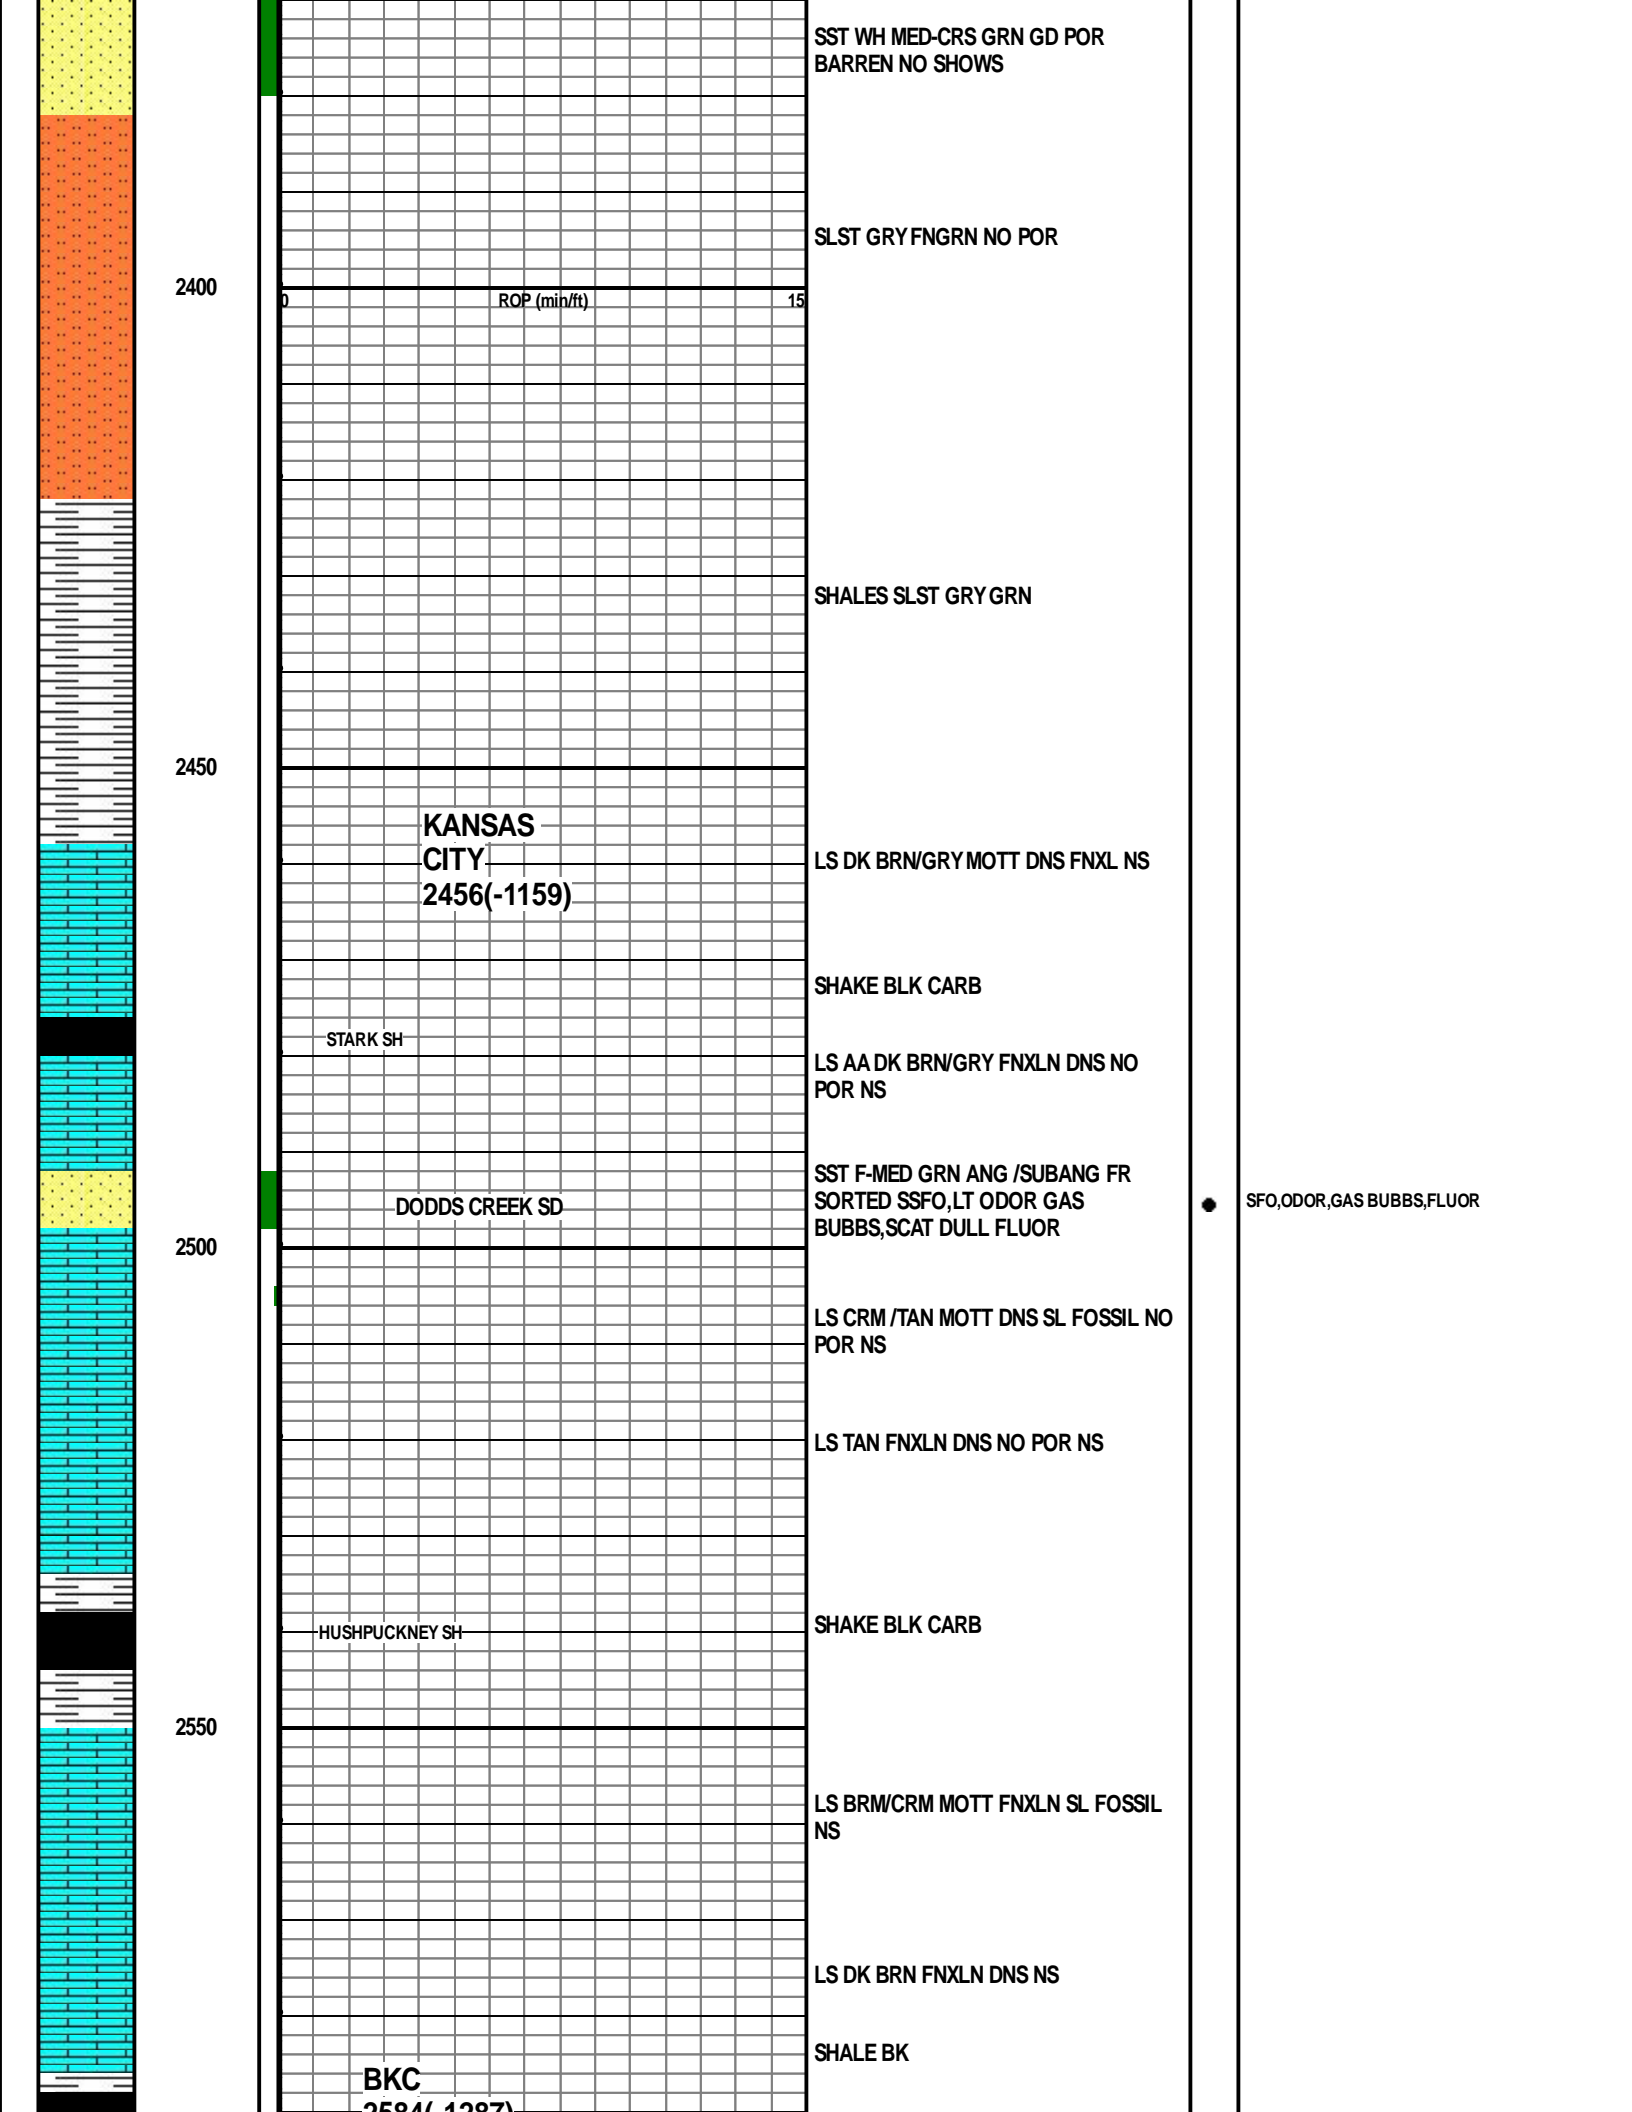 SST WH MED-CRS GRN GD POR
BARREN NO SHOWS
SLST GRY FNGRN NO POR
2400
0 ROP (min/ft) 15
SHALES SLST GRY GRN
2450
KANSAS
CITY
2456(-1159)
LS DK BRN/GRY MOTT DNS FNXL NS
SHAKE BLK CARB
STARK SH
LS AA DK BRN/GRY FNXLN DNS NO
POR NS
SST F-MED GRN ANG /SUBANG FR
SORTED SSFO,LT ODOR GAS
BUBBS,SCAT DULL FLUOR
DODDS CREEK SD
SFO,ODOR,GAS BUBBS,FLUOR
2500
LS CRM /TAN MOTT DNS SL FOSSIL NO
POR NS
LS TAN FNXLN DNS NO POR NS
HUSHPUCKNEY SH
SHAKE BLK CARB
2550
LS BRM/CRM MOTT FNXLN SL FOSSIL
NS
LS DK BRN FNXLN DNS NS
SHALE BK
BKC
2584(-1287)